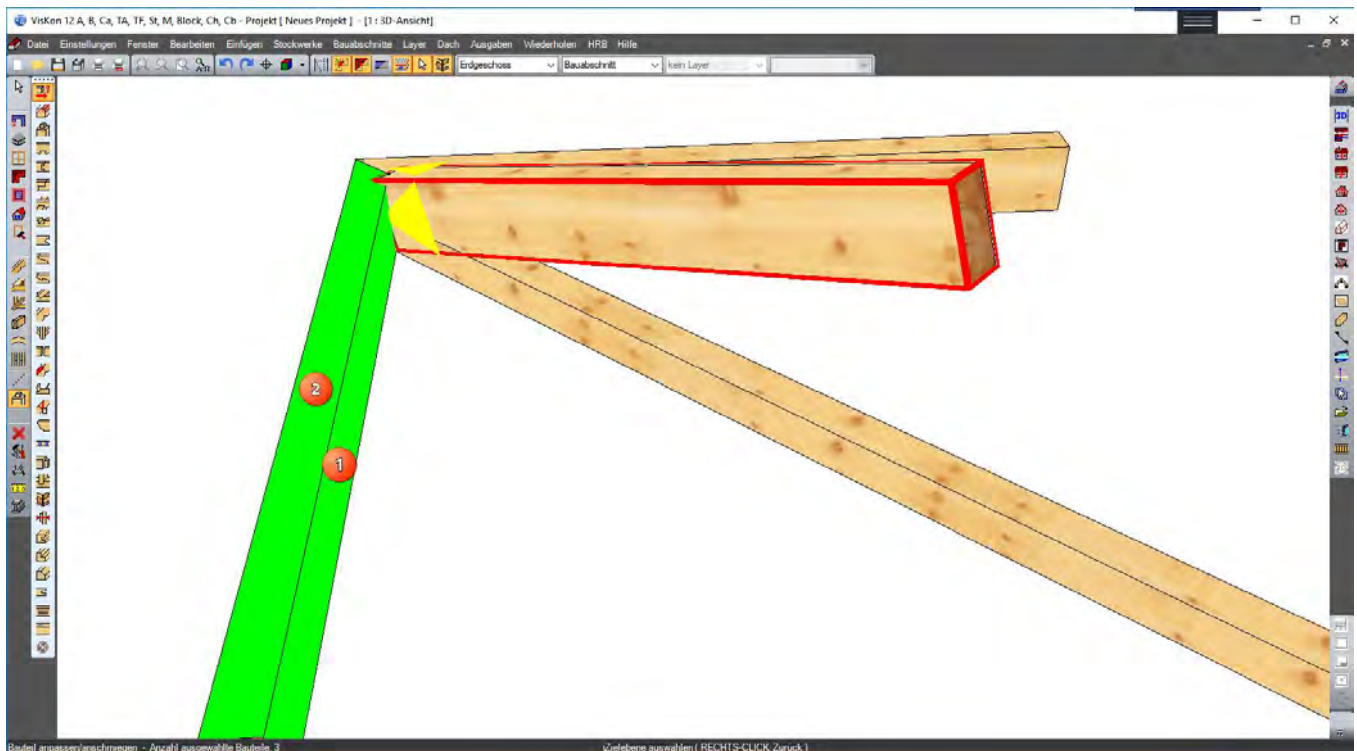 VisKon 12 A, B, Ca, TA, TF, St, M, Block, Ch, Cb - Projekt [ Neues Projekt ] - [1 : 3D-Ansicht]
Datei Einstellungen Fenster Bearbeiten Einfügen Stockwerke Bauabschnitte Layer Dach Ausgaben Wiederholen HRB Hilfe
Erdgeschoss Bauabschnitt kein Layer
3D
2
1
Bauteil anpassen/anschmiegen - Anzahl ausgewählte Bauteile: 3 Zielebene auswählen ( RECHTS-CLICK Zurück )